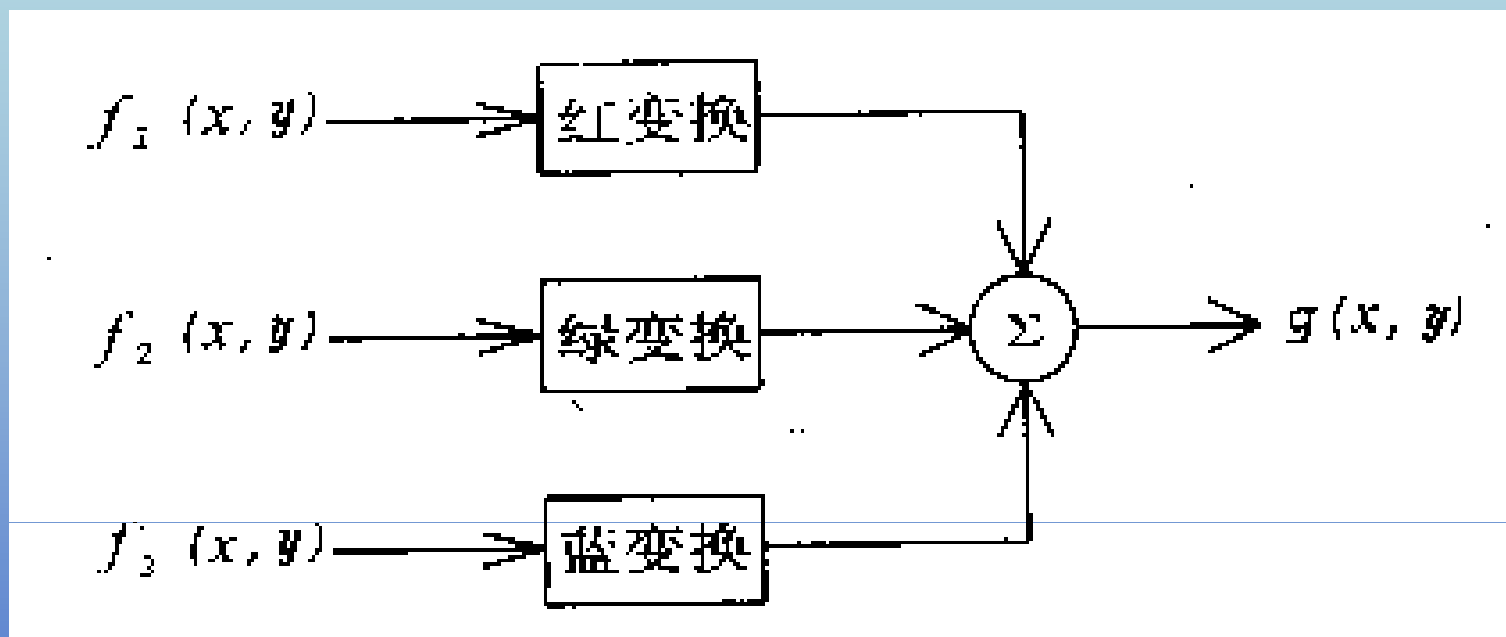 f₁ (x, y) 红变换
f₂ (x, y) 绿变换 Σ g(x, y)
f₃ (x, y) 蓝变换